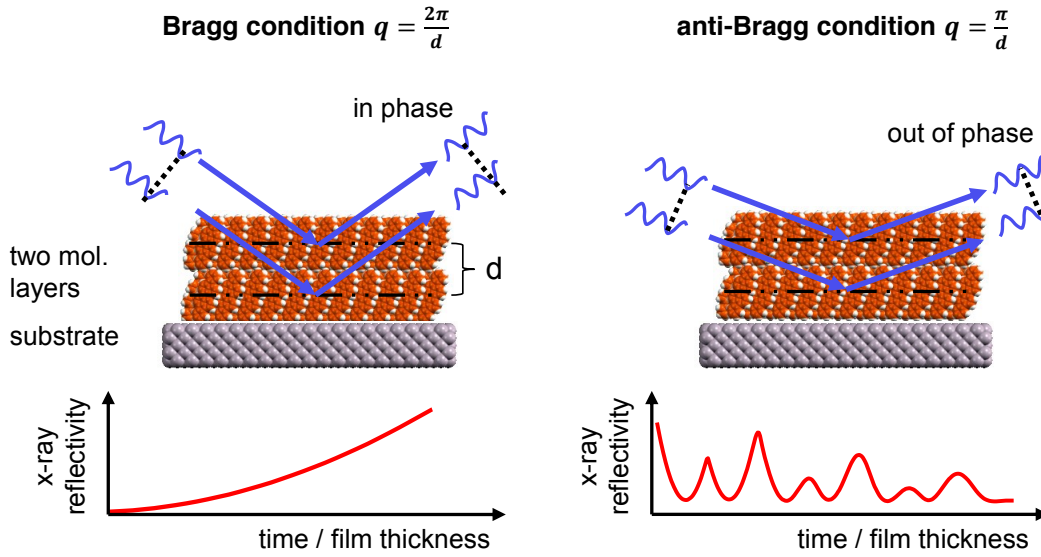 Bragg condition q = 2π/d
anti-Bragg condition q = π/d
in phase
out of phase
two mol.
layers
d
substrate
x-ray
reflectivity
time / film thickness
x-ray
reflectivity
time / film thickness